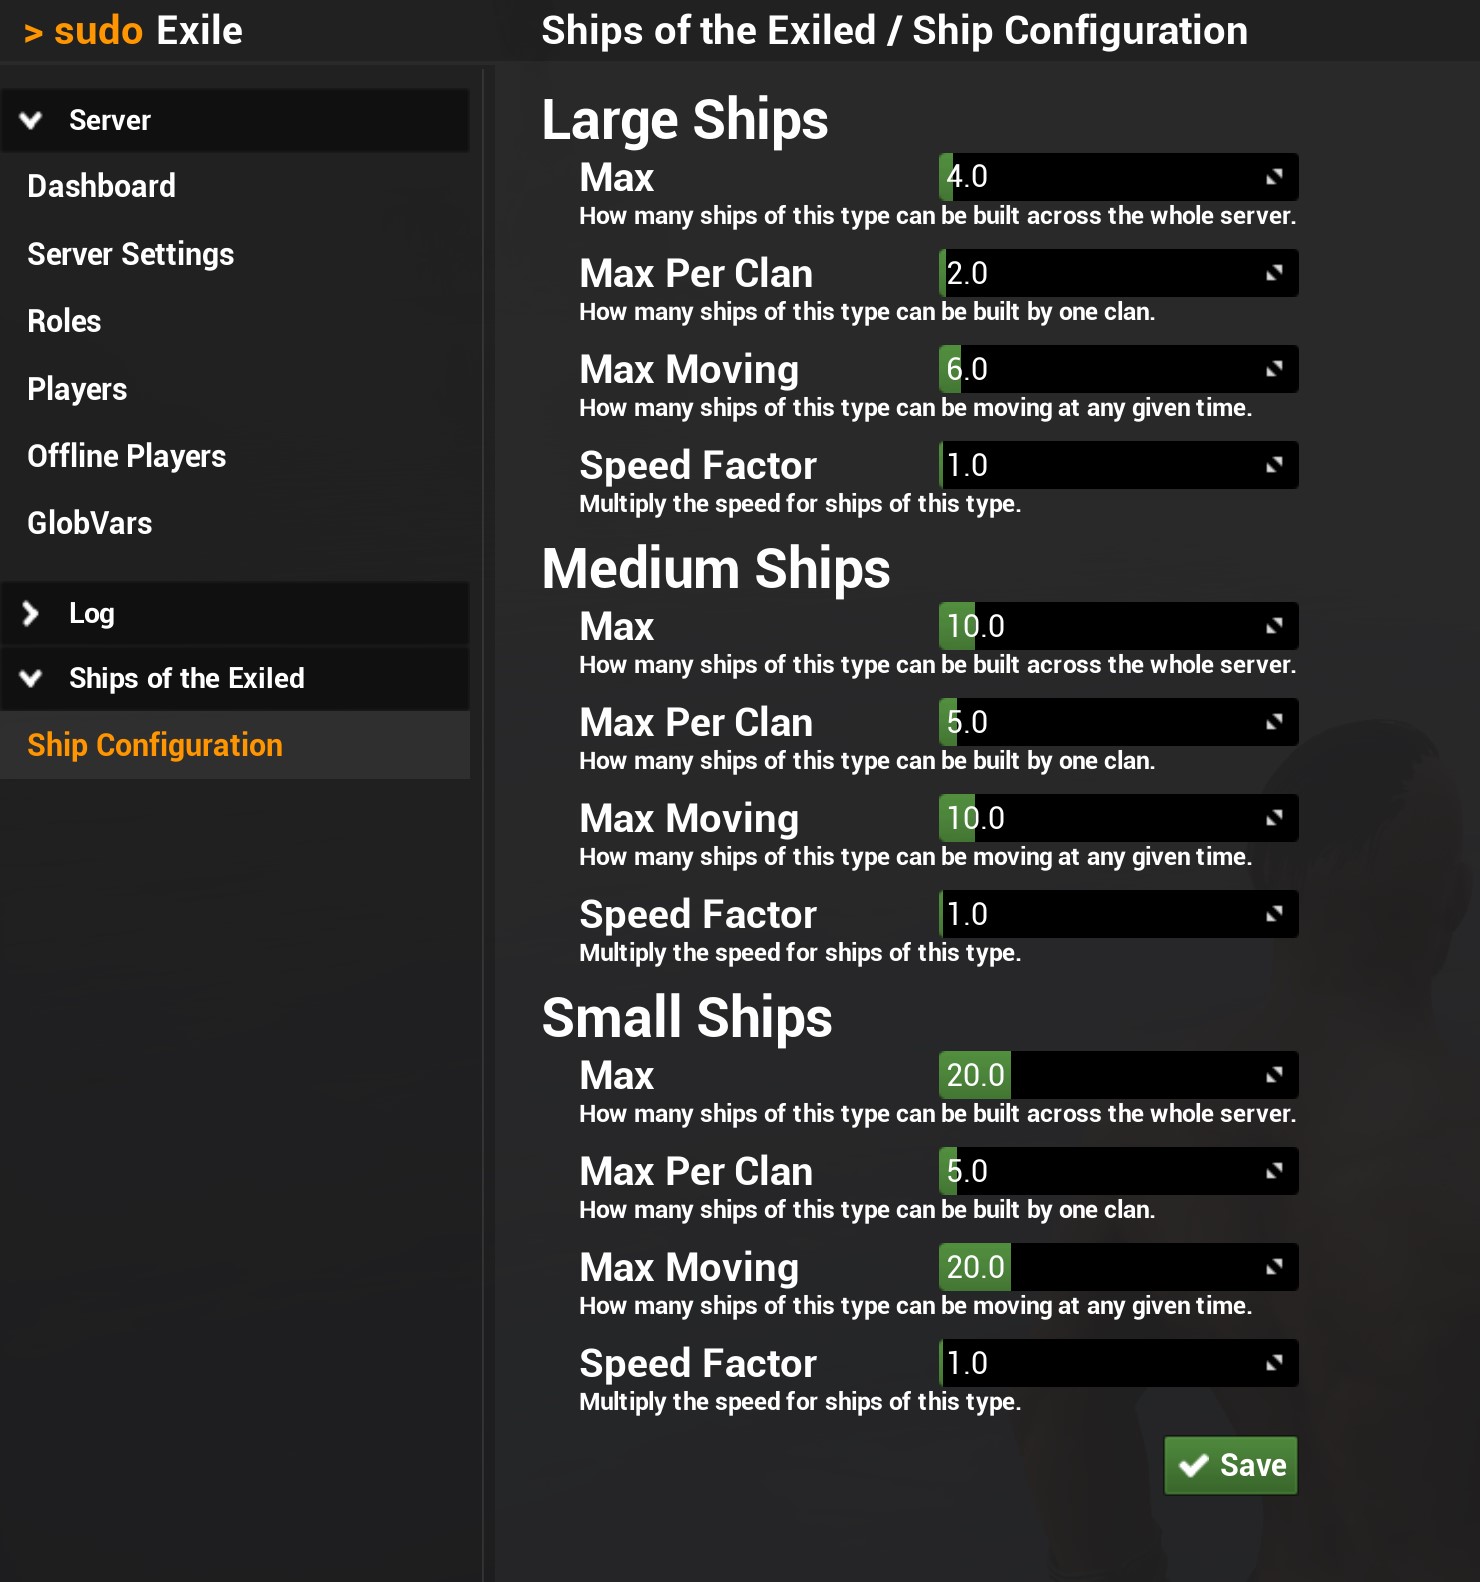 > sudo Exile
Ships of the Exiled / Ship Configuration
Server
Dashboard
Server Settings
Roles
Players
Offline Players
GlobVars
Log
Ships of the Exiled
Ship Configuration
Large Ships
Max 4.0
How many ships of this type can be built across the whole server.
Max Per Clan 2.0
How many ships of this type can be built by one clan.
Max Moving 6.0
How many ships of this type can be moving at any given time.
Speed Factor 1.0
Multiply the speed for ships of this type.
Medium Ships
Max 10.0
How many ships of this type can be built across the whole server.
Max Per Clan 5.0
How many ships of this type can be built by one clan.
Max Moving 10.0
How many ships of this type can be moving at any given time.
Speed Factor 1.0
Multiply the speed for ships of this type.
Small Ships
Max 20.0
How many ships of this type can be built across the whole server.
Max Per Clan 5.0
How many ships of this type can be built by one clan.
Max Moving 20.0
How many ships of this type can be moving at any given time.
Speed Factor 1.0
Multiply the speed for ships of this type.
Save